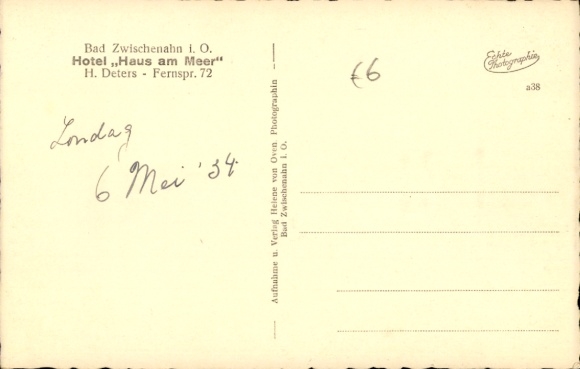 Bad Zwischenahn i. O.
Hotel „Haus am Meer“
H. Deters - Fernspr. 72
Zondag
6 Mei '34
Aufnahme u. Verlag Helene von Oven Photographin
Bad Zwischenahn i. O.
€6
Echte
Photographie
a38